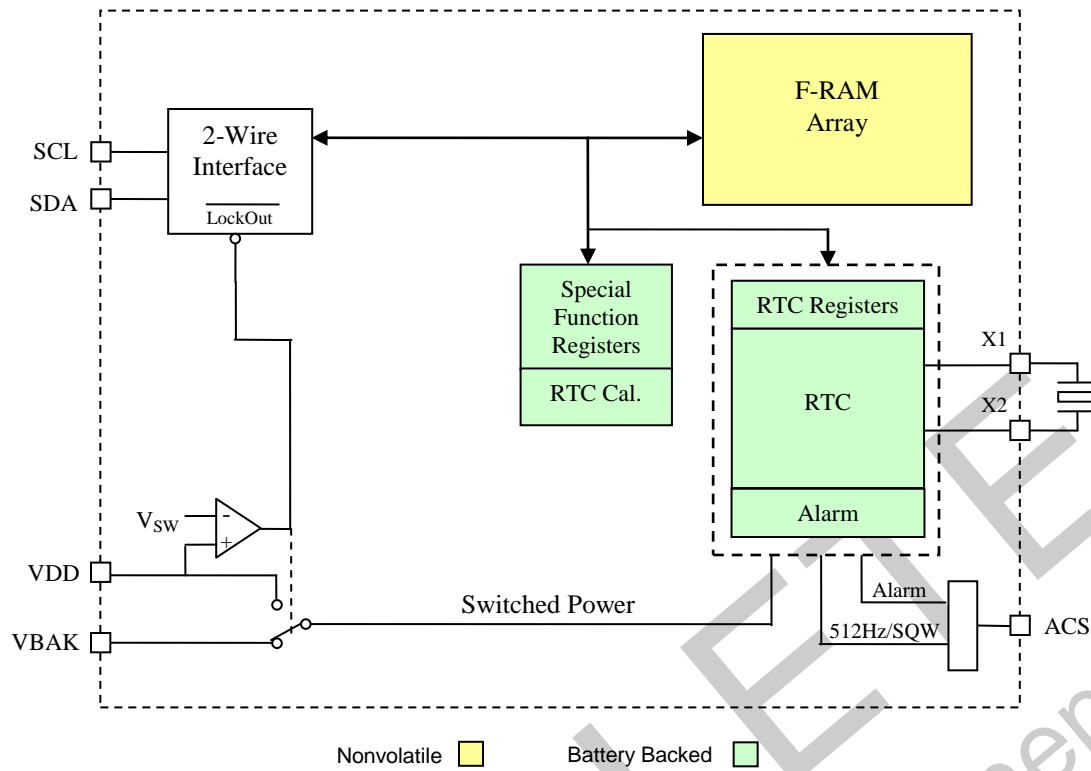 F-RAM
Array
2-Wire
Interface
LockOut
SCL
SDA
Special
Function
Registers
RTC Cal.
RTC Registers
RTC
Alarm
X1
X2
VSW
-
+
VDD
VBAK
Switched Power
Alarm
512Hz/SQW
ACS
Nonvolatile
Battery Backed